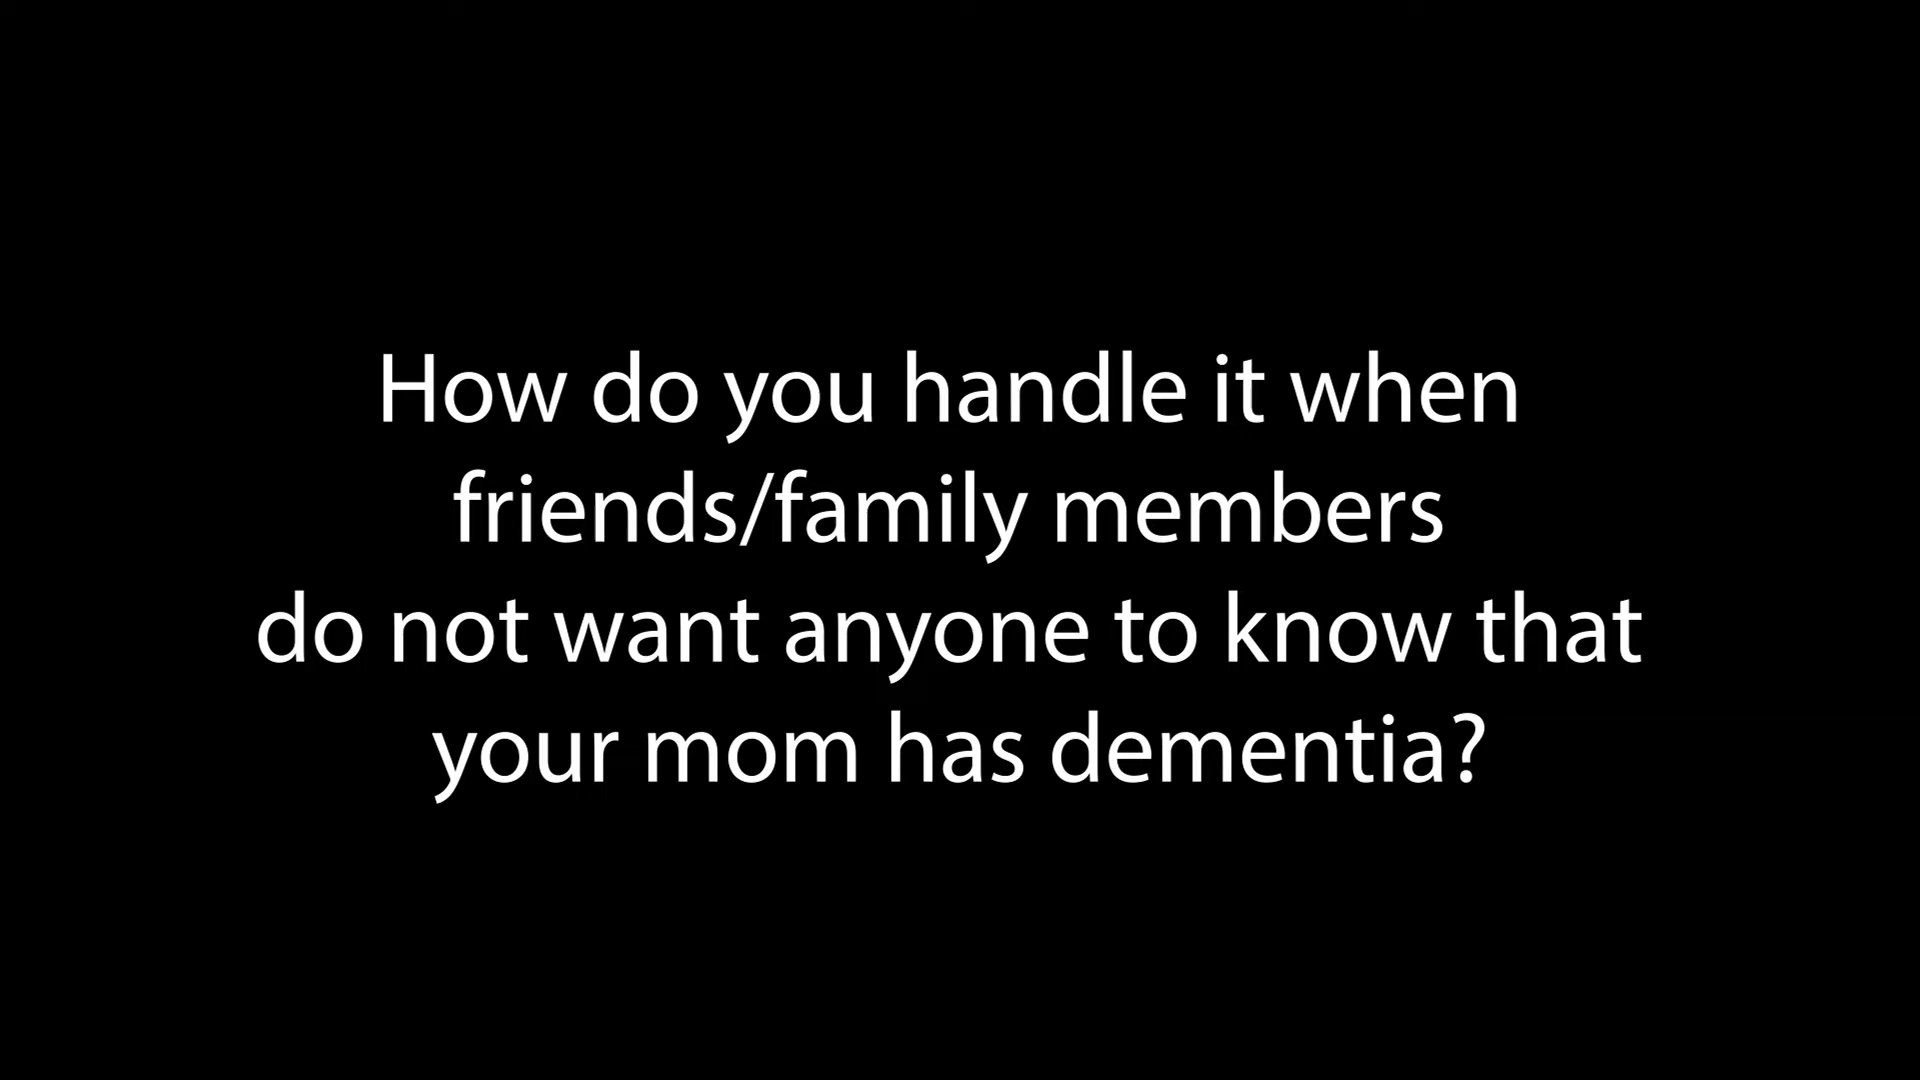 How do you handle it when
friends/family members
do not want anyone to know that
your mom has dementia?